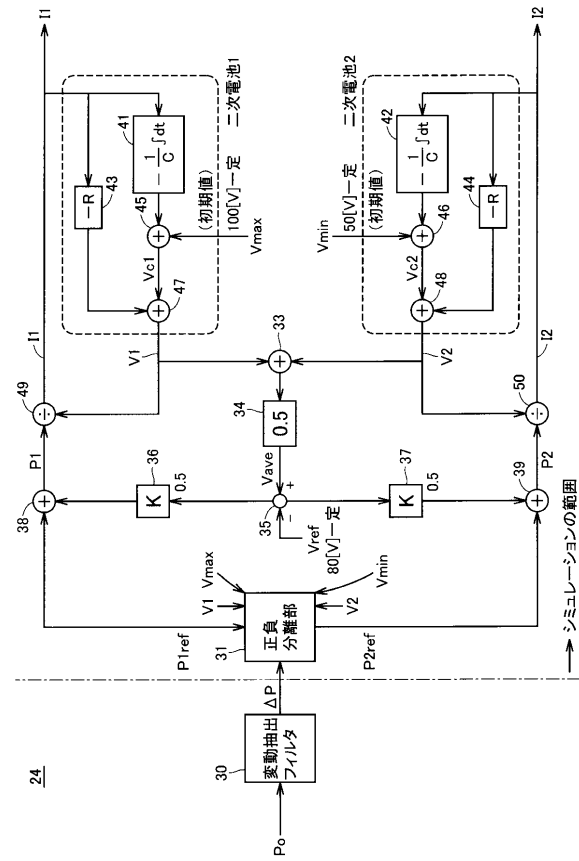 24
Po
30
変動抽出
フィルタ
ΔP
31
正負
分離部
P1ref
P2ref
V1
Vmax
V2
Vmin
38
36
K
0.5
35
+
−
Vref
80[V]一定
37
K
0.5
39
P1
P2
49
÷
50
÷
34
0.5
Vave
33
+
V1
V2
I1
I2
47
+
45
+
Vc1
43
−R
41
−1/C ∫dt
(初期値)
100[V]一定
Vmax
二次電池1
Vmin
50[V]一定
(初期値)
二次電池2
42
−1/C ∫dt
46
+
Vc2
48
+
44
−R
I1
I2
+
+
シミュレーションの範囲